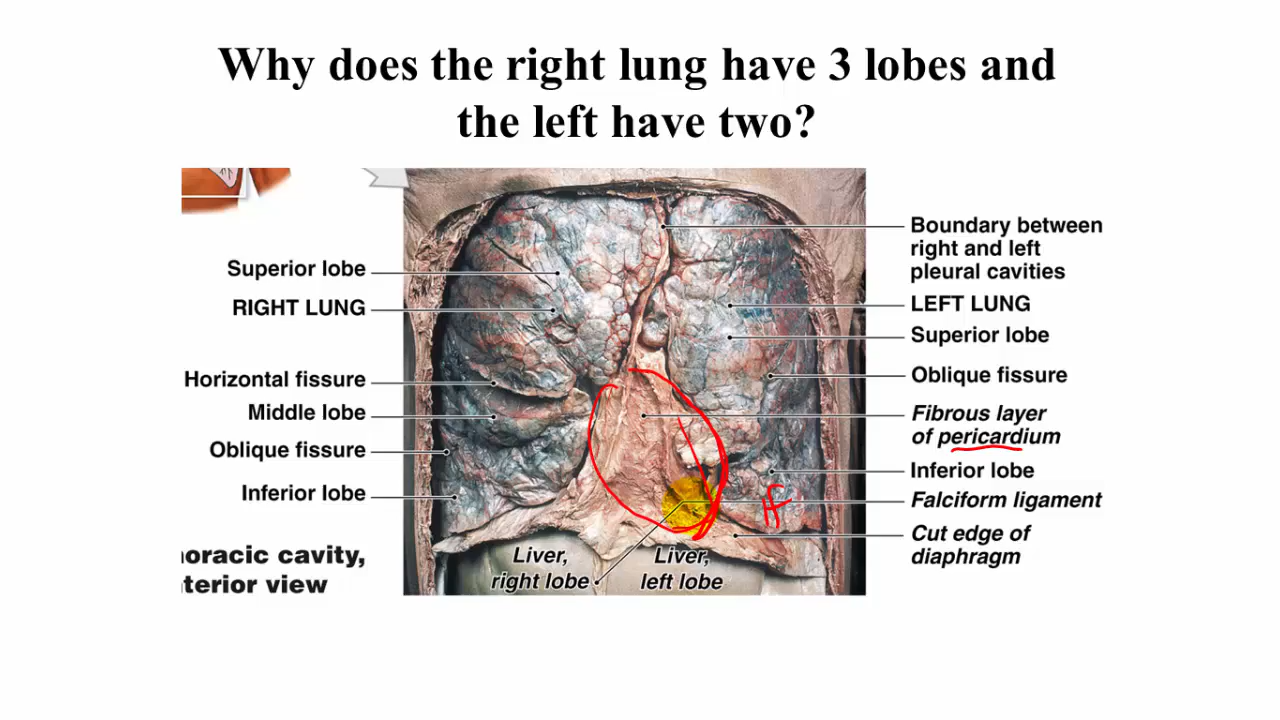 Why does the right lung have 3 lobes and
the left have two?
Superior lobe
RIGHT LUNG
Horizontal fissure
Middle lobe
Oblique fissure
Inferior lobe
horacic cavity,
terior view
Liver,
right lobe
Liver,
left lobe
Boundary between
right and left
pleural cavities
LEFT LUNG
Superior lobe
Oblique fissure
Fibrous layer
of pericardium
Inferior lobe
Falciform ligament
Cut edge of
diaphragm